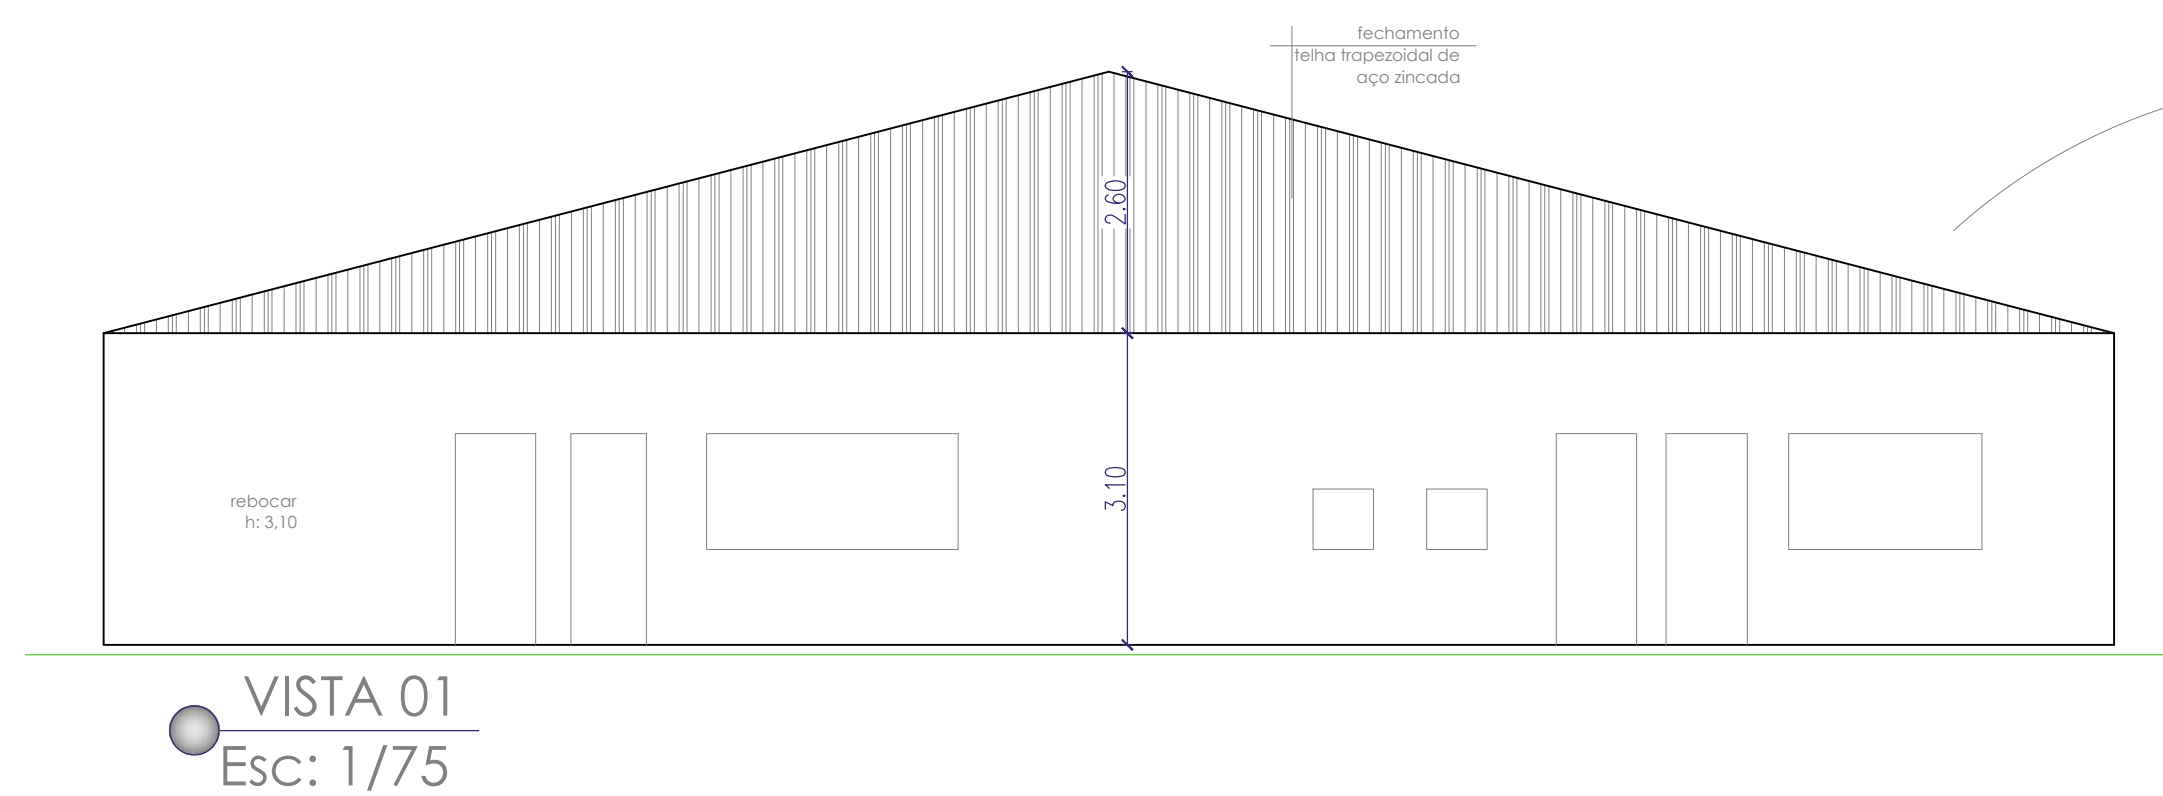 fechamento
telha trapezoidal de
aço zincada
2.60
3.10
rebocar
h: 3,10
VISTA 01
Esc: 1/75